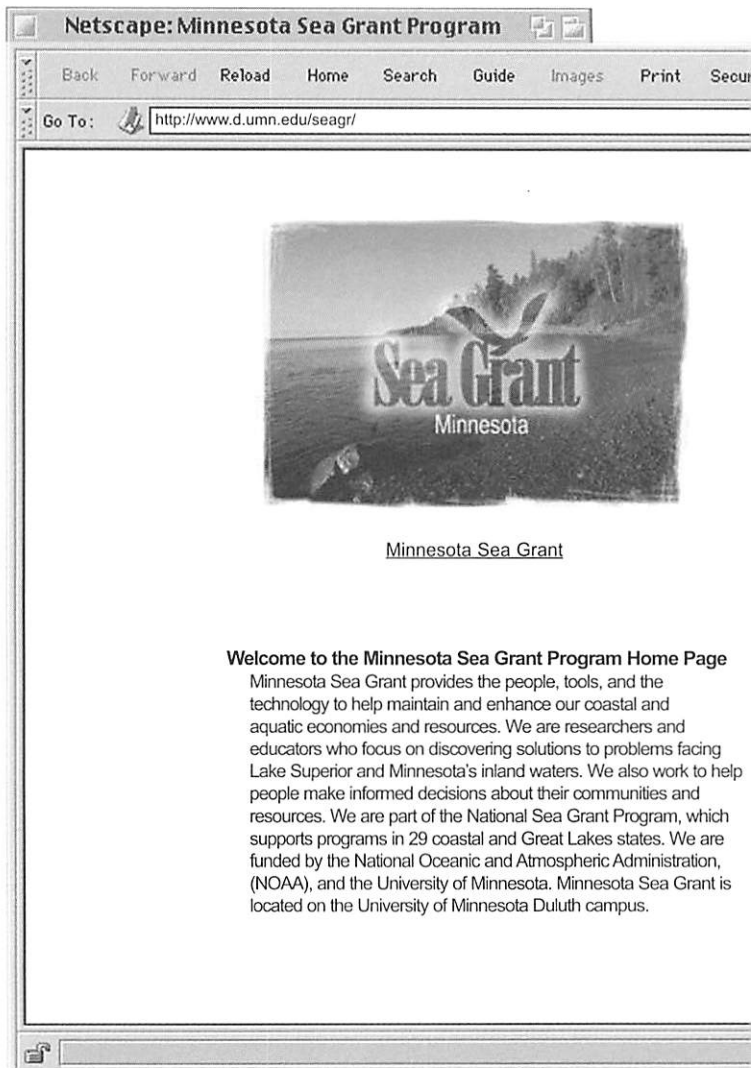 Netscape: Minnesota Sea Grant Program
Back Forward Reload Home Search Guide Images Print Secur
Go To: http://www.d.umn.edu/seagr/
Sea Grant
Minnesota
Minnesota Sea Grant
Welcome to the Minnesota Sea Grant Program Home Page
Minnesota Sea Grant provides the people, tools, and the
technology to help maintain and enhance our coastal and
aquatic economies and resources. We are researchers and
educators who focus on discovering solutions to problems facing
Lake Superior and Minnesota's inland waters. We also work to help
people make informed decisions about their communities and
resources. We are part of the National Sea Grant Program, which
supports programs in 29 coastal and Great Lakes states. We are
funded by the National Oceanic and Atmospheric Administration,
(NOAA), and the University of Minnesota. Minnesota Sea Grant is
located on the University of Minnesota Duluth campus.